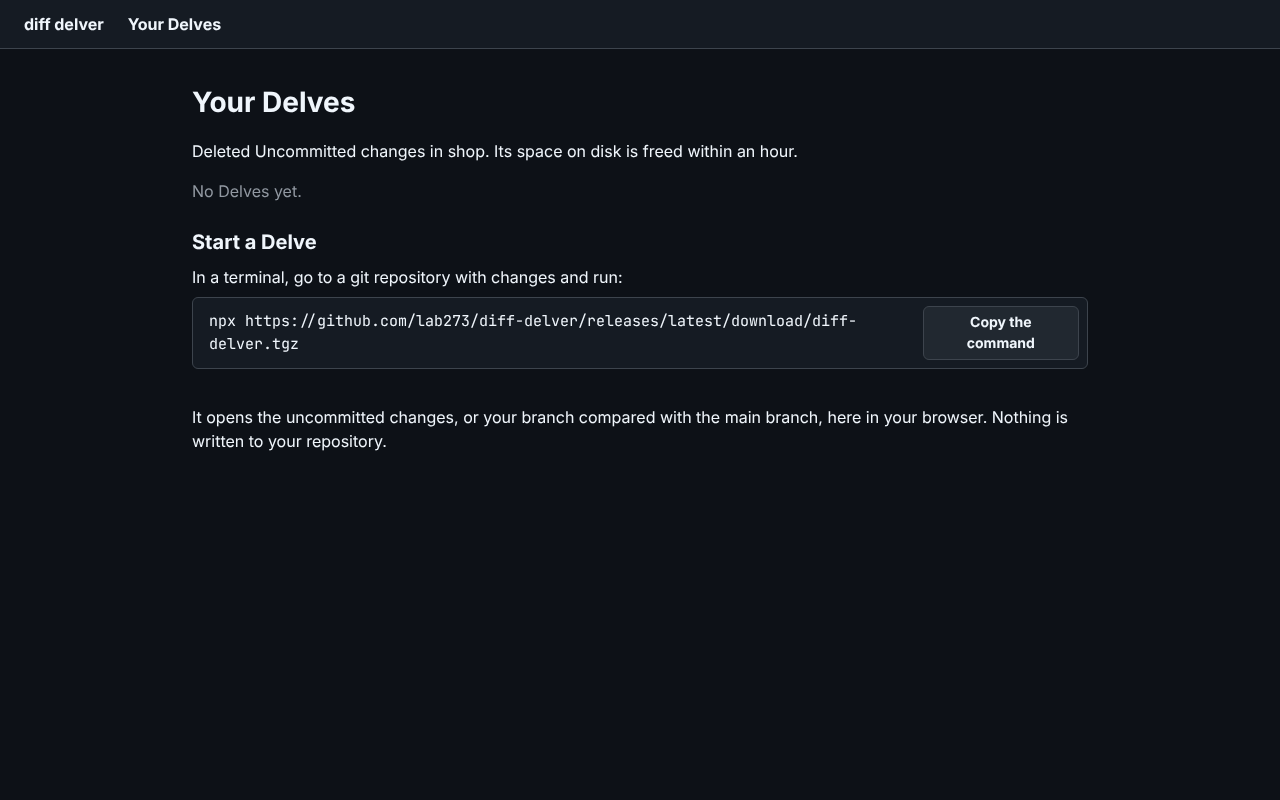 diff delver
Your Delves
Your Delves
Deleted Uncommitted changes in shop. Its space on disk is freed within an hour.
No Delves yet.
Start a Delve
In a terminal, go to a git repository with changes and run:
npx https://github.com/lab273/diff-delver/releases/latest/download/diff-
delver.tgz
Copy the
command
It opens the uncommitted changes, or your branch compared with the main branch, here in your browser. Nothing is
written to your repository.